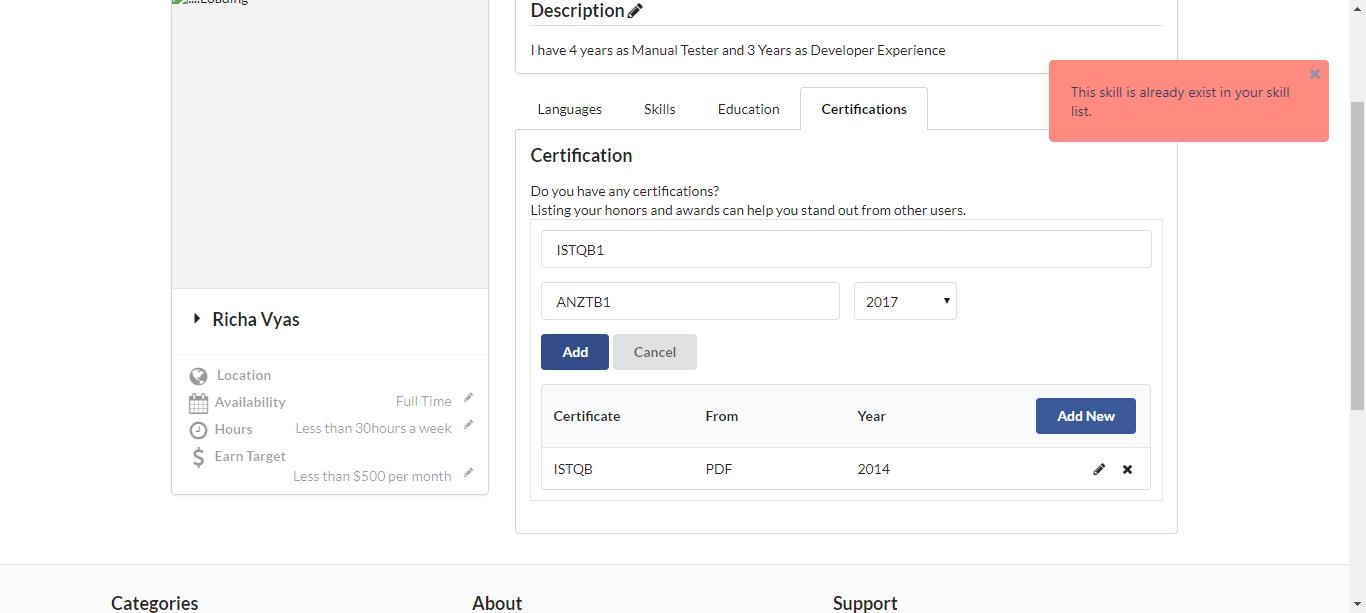 ....Loading
Description
I have 4 years as Manual Tester and 3 Years as Developer Experience
This skill is already exist in your skill
list.
Languages Skills Education Certifications
Certification
Do you have any certifications?
Listing your honors and awards can help you stand out from other users.
ISTQB1
ANZTB1 2017
Add Cancel
Certificate From Year Add New
ISTQB PDF 2014
Richa Vyas
Location
Availability Full Time
Hours Less than 30hours a week
Earn Target
Less than $500 per month
Categories About Support